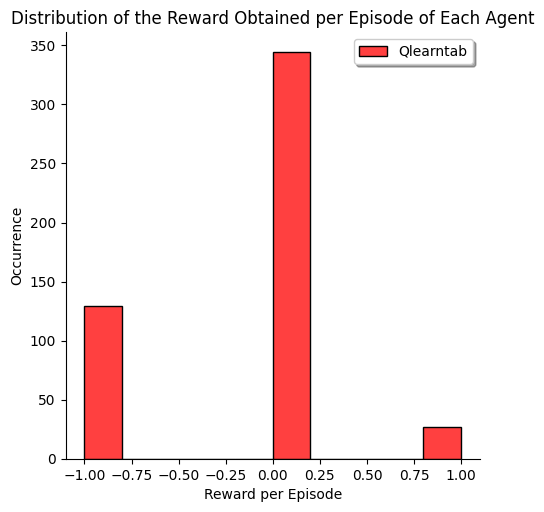 Distribution of the Reward Obtained per Episode of Each Agent
Qlearntab
350
300
250
200
150
100
50
0
Occurrence
−1.00 −0.75 −0.50 −0.25 0.00 0.25 0.50 0.75 1.00
Reward per Episode